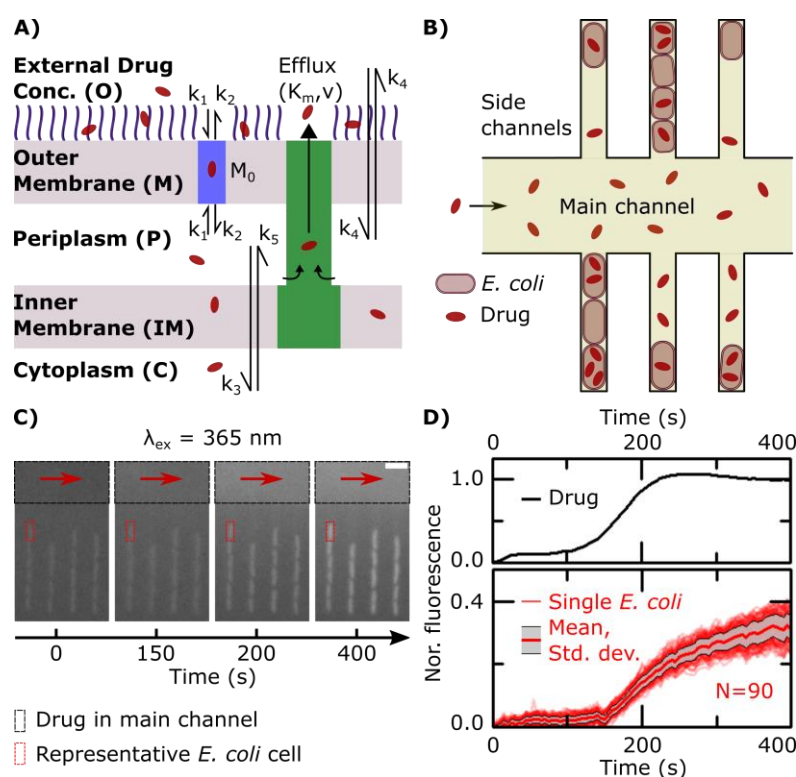 A)
External Drug
Conc. (O)
k₁ k₂
Efflux
(Kₘ,v)
k₄
Outer
Membrane (M)
M₀
k₁ k₂
k₅
k₄
Periplasm (P)
Inner
Membrane (IM)
Cytoplasm (C)
k₃
B)
Side
channels
Main channel
E. coli
Drug
C)
λₑₓ = 365 nm
0 150 200 400
Time (s)
Drug in main channel
Representative E. coli cell
D)
Time (s)
0 200 400
1.0
0.0
Drug
Nor. fluorescence
0.4
0.0
Single E. coli
Mean,
Std. dev.
N=90
0 200 400
Time (s)